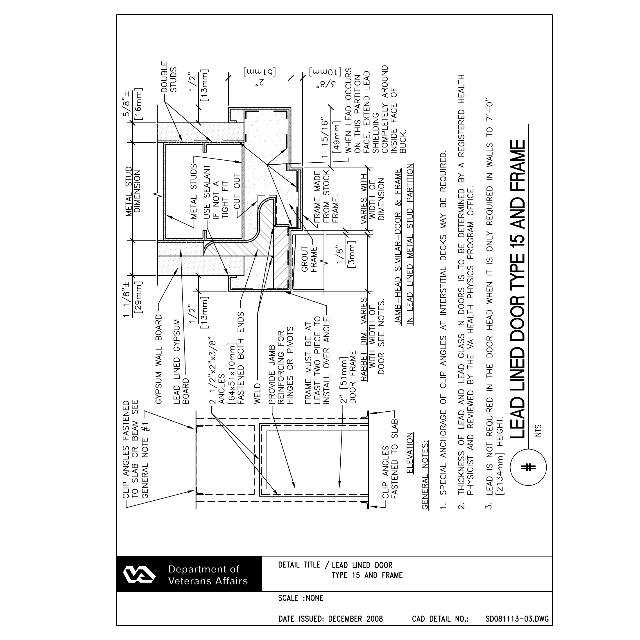 CLIP ANGLES FASTENED
TO SLAB OR BEAM SEE
GENERAL NOTE #1
CLIP ANGLES
FASTENED TO SLAB
ELEVATION
1 1/8"±
[29mm]
METAL STUD
DIMENSION
5/8"±
[16mm]
DOUBLE
STUDS
1/2"
[13mm]
2"
[51mm]
3/8"
[10mm]
GYPSUM WALL BOARD
LEAD LINED GYPSUM
BOARD
1/2"
[13mm]
2 1/2"x2"x3/8"
ANGLES
[64x51x10mm]
FASTENED BOTH ENDS
WELD
PROVIDE JAMB
REINFORCING FOR
HINGES OR PIVOTS
FRAME MUST BE AT
LEAST TWO PIECE TO
INSTALL OVER ANGLE
2" [51mm]
DOOR FRAME
METAL STUDS
USE SEALANT
IF NOT A
TIGHT FIT
CUT OUT
GROUT
FRAME
FRAME MADE
FROM STOCK
FRAME
1 15/16"
[49mm]
WHEN LEAD OCCURS
ON THIS PARTITION
FACE, EXTEND LEAD
SHIELDING
COMPLETELY AROUND
INSIDE FACE OF
BUCK.
1/8"
[3mm]
VARIES WITH
WIDTH OF
DIMENSION
RABBET DIM. VARIES
WITH WIDTH OF
DOOR SEE NOTES.
JAMB-HEAD SIMILAR-DOOR & FRAME
IN LEAD LINED METAL STUD PARTITION
GENERAL NOTES:
1. SPECIAL ANCHORAGE OF CLIP ANGLES AT INTERSTITIAL DECKS MAY BE REQUIRED.
2. THICKNESS OF LEAD AND LEAD GLASS IN DOORS IS TO BE DETERMINED BY A REGISTERED HEALTH
PHYSICIST AND REVIEWED BY THE VA HEALTH PHYSICS PROGRAM OFFICE.
3. LEAD IS NOT REQUIRED IN THE DOOR HEAD WHEN IT IS ONLY REQUIRED IN WALLS TO 7'-0"
[2134mm] HEIGHT.
#
LEAD LINED DOOR TYPE 15 AND FRAME
NTS
Department of
Veterans Affairs
DETAIL TITLE / LEAD LINED DOOR
TYPE 15 AND FRAME
SCALE :NONE
DATE ISSUED: DECEMBER 2008 CAD DETAIL NO.: SD081113-03.DWG